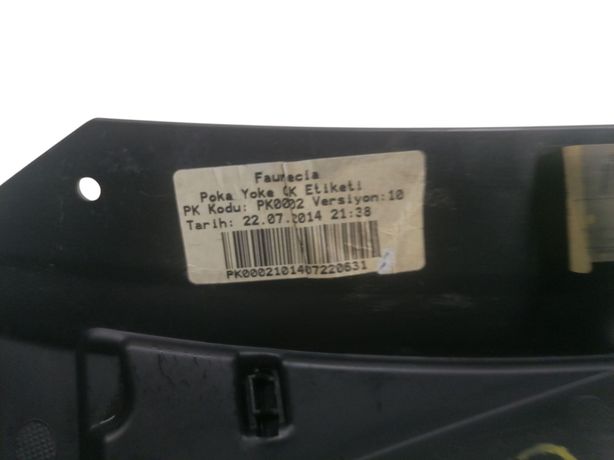 Faurecia
Poka Yoke OK Etiketi
PK Kodu: PK0002 Versiyon:10
Tarih: 22.07.2014 21:38
PK0002101407220631